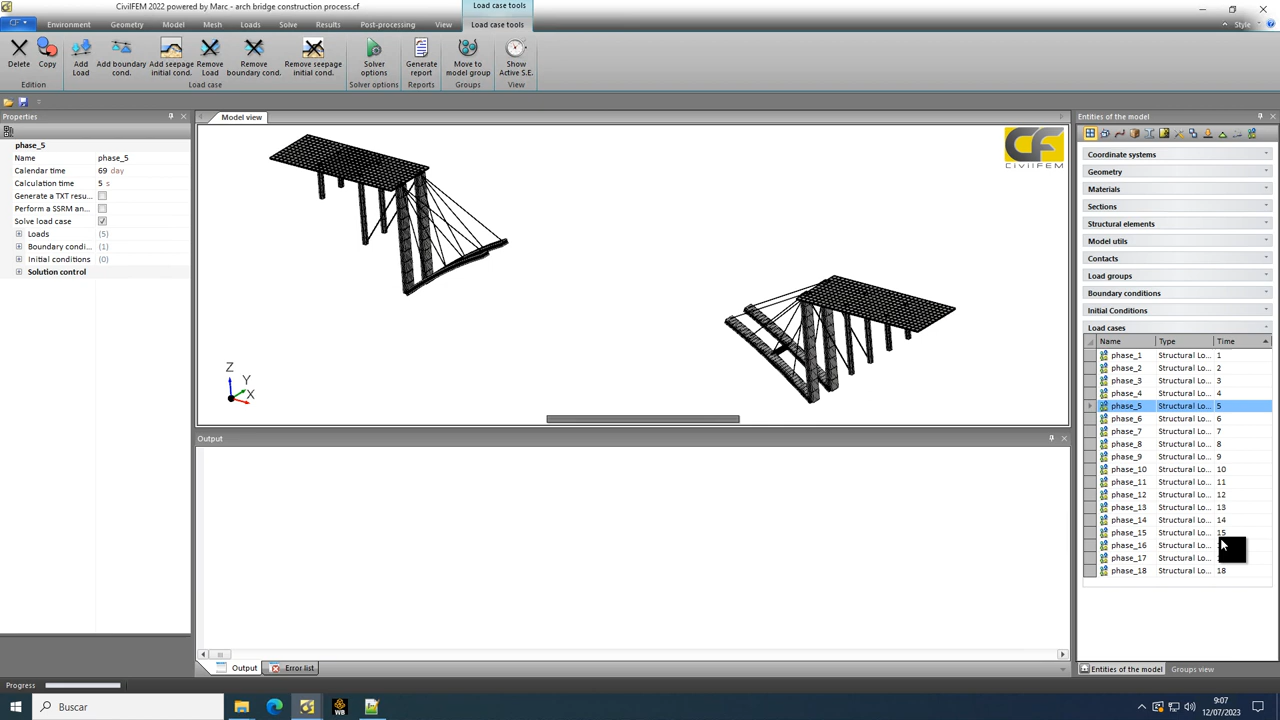 CivilFEM 2022 powered by Marc - arch bridge construction process.cf
Load case tools
CF
Environment
Geometry
Model
Mesh
Loads
Solve
Results
Post-processing
View
Load case tools
Style
Delete
Copy
Add Load
Add boundary cond.
Add seepage initial cond.
Remove Load
Remove boundary cond.
Remove seepage initial cond.
Solver options
Generate report
Move to model group
Show Active S.E.
Edition
Load case
Solver options
Reports
Groups
View
Properties
Model view
Entities of the model
phase_5
Name phase_5
Calendar time 69 day
Calculation time 5 s
Generate a TXT resu...
Perform a SSRM an...
Solve load case
Loads (5)
Boundary condi... (1)
Initial conditions (0)
Solution control
CF
CivilFEM
Z
Y
X
Coordinate systems
Geometry
Materials
Sections
Structural elements
Model utils
Contacts
Load groups
Boundary conditions
Initial Conditions
Load cases
Name Type Time
phase_1 Structural Lo... 1
phase_2 Structural Lo... 2
phase_3 Structural Lo... 3
phase_4 Structural Lo... 4
phase_5 Structural Lo... 5
phase_6 Structural Lo... 6
phase_7 Structural Lo... 7
phase_8 Structural Lo... 8
phase_9 Structural Lo... 9
phase_10 Structural Lo... 10
phase_11 Structural Lo... 11
phase_12 Structural Lo... 12
phase_13 Structural Lo... 13
phase_14 Structural Lo... 14
phase_15 Structural Lo... 15
phase_16 Structural Lo...
phase_17 Structural Lo...
phase_18 Structural Lo... 18
Output
Output
Error list
Entities of the model
Groups view
Progress
Buscar
WB
9:07
12/07/2023